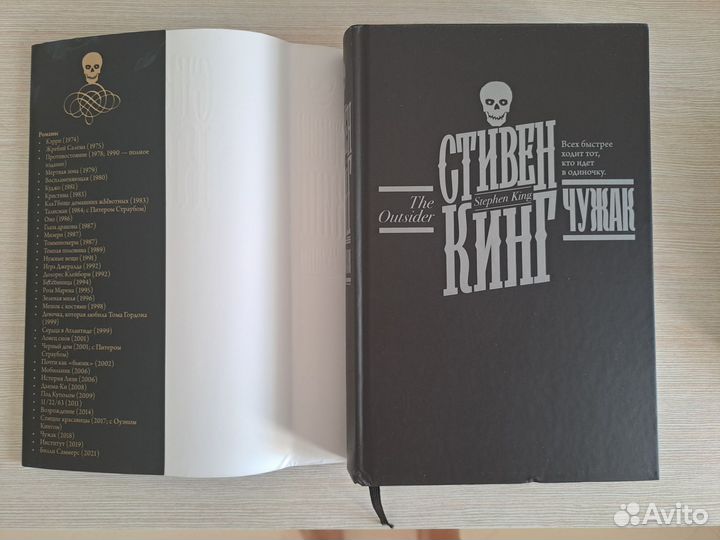 Романы
Кэрри (1974)
Жребий Салема (1975)
Противостояние (1978; 1990 — полное
издание)
Мертвая зона (1979)
Воспламеняющая (1980)
Куджо (1981)
Кристина (1983)
Кладбище домашних жЫвотных (1983)
Талисман (1984; с Питером Страубом)
Оно (1986)
Глаза дракона (1987)
Мизери (1987)
Томминокеры (1987)
Темная половина (1989)
Нужные вещи (1991)
Игра Джералда (1992)
Долорес Клейборн (1992)
Бессонница (1994)
Роза Марена (1995)
Зеленая миля (1996)
Мешок с костями (1998)
Девочка, которая любила Тома Гордона
(1999)
Сердца в Атлантиде (1999)
Ловец снов (2001)
Черный дом (2001; с Питером
Страубом)
Почти как «бьюик» (2002)
Мобильник (2006)
История Лизи (2006)
Дьюма-Ки (2008)
Под Куполом (2009)
11/22/63 (2011)
Возрождение (2014)
Спящие красавицы (2017; с Оуэном
Кингом)
Чужак (2018)
Институт (2019)
Билли Саммерс (2021)
СТИВЕН
Stephen King
КИНГ
The
Outsider
Всех быстрее
ходит тот,
кто идет
в одиночку.
ЧУЖАК
Avito